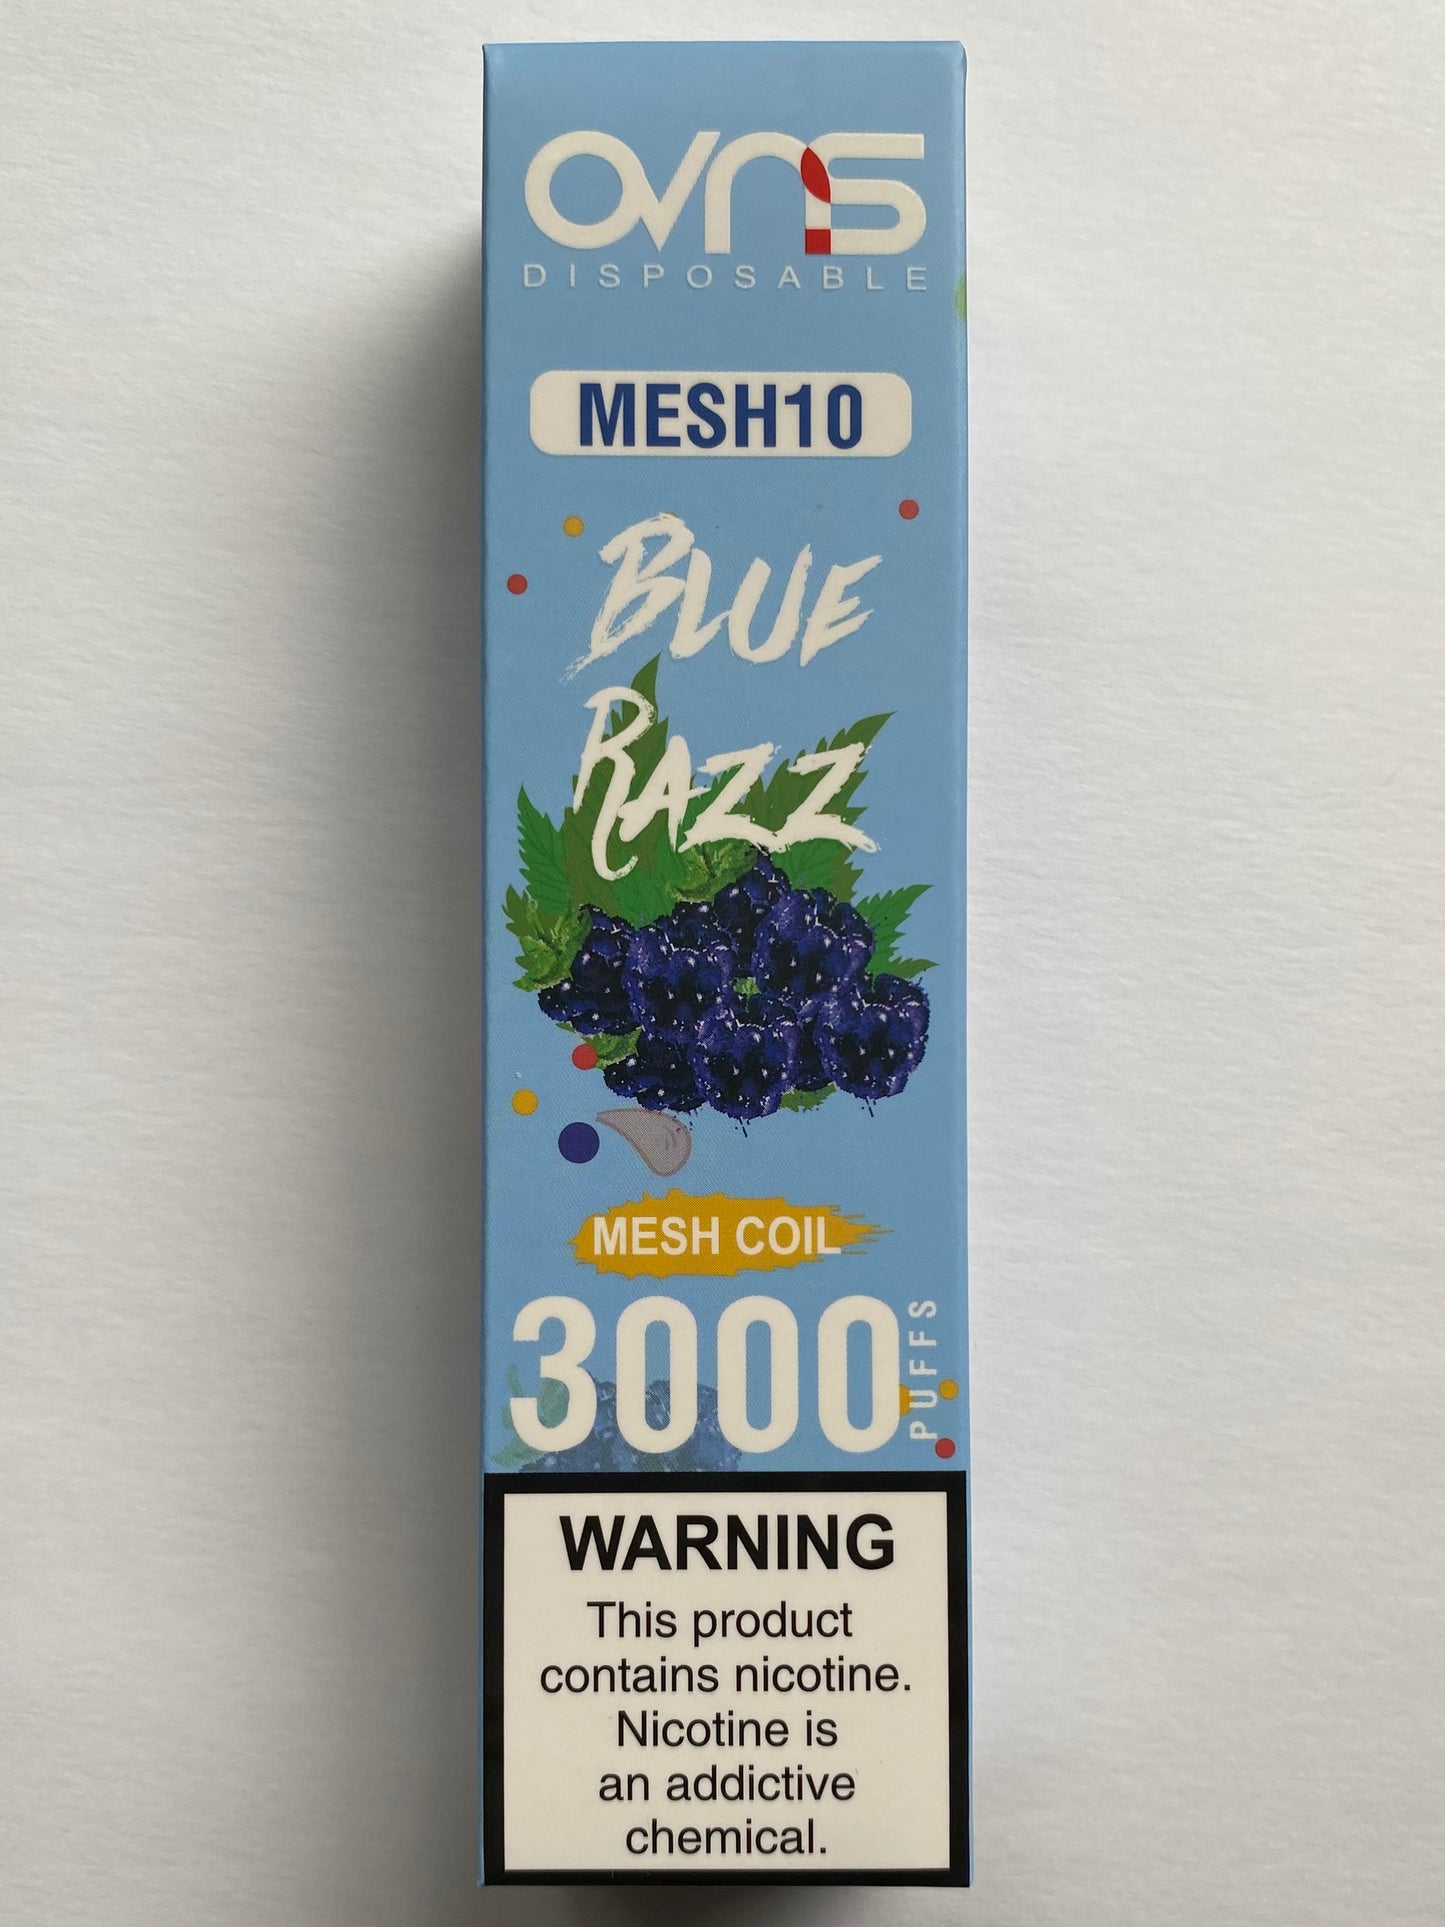 OVNS
DISPOSABLE
MESH10
BLUE
RAZZ
MESH COIL
3000
PUFFS
WARNING
This product
contains nicotine.
Nicotine is
an addictive
chemical.